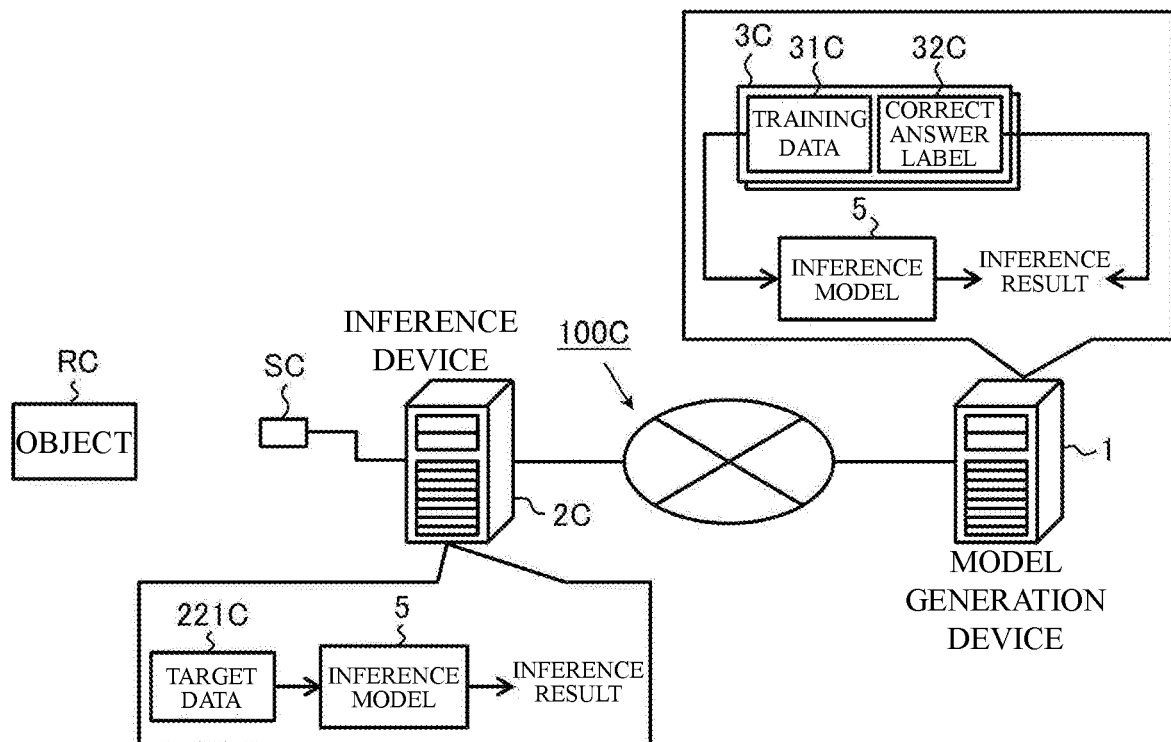 3C
31C
32C
TRAINING
DATA
CORRECT
ANSWER
LABEL
5
INFERENCE
MODEL
INFERENCE
RESULT
INFERENCE
DEVICE
100C
RC
OBJECT
SC
2C
1
MODEL
GENERATION
DEVICE
221C
TARGET
DATA
5
INFERENCE
MODEL
INFERENCE
RESULT